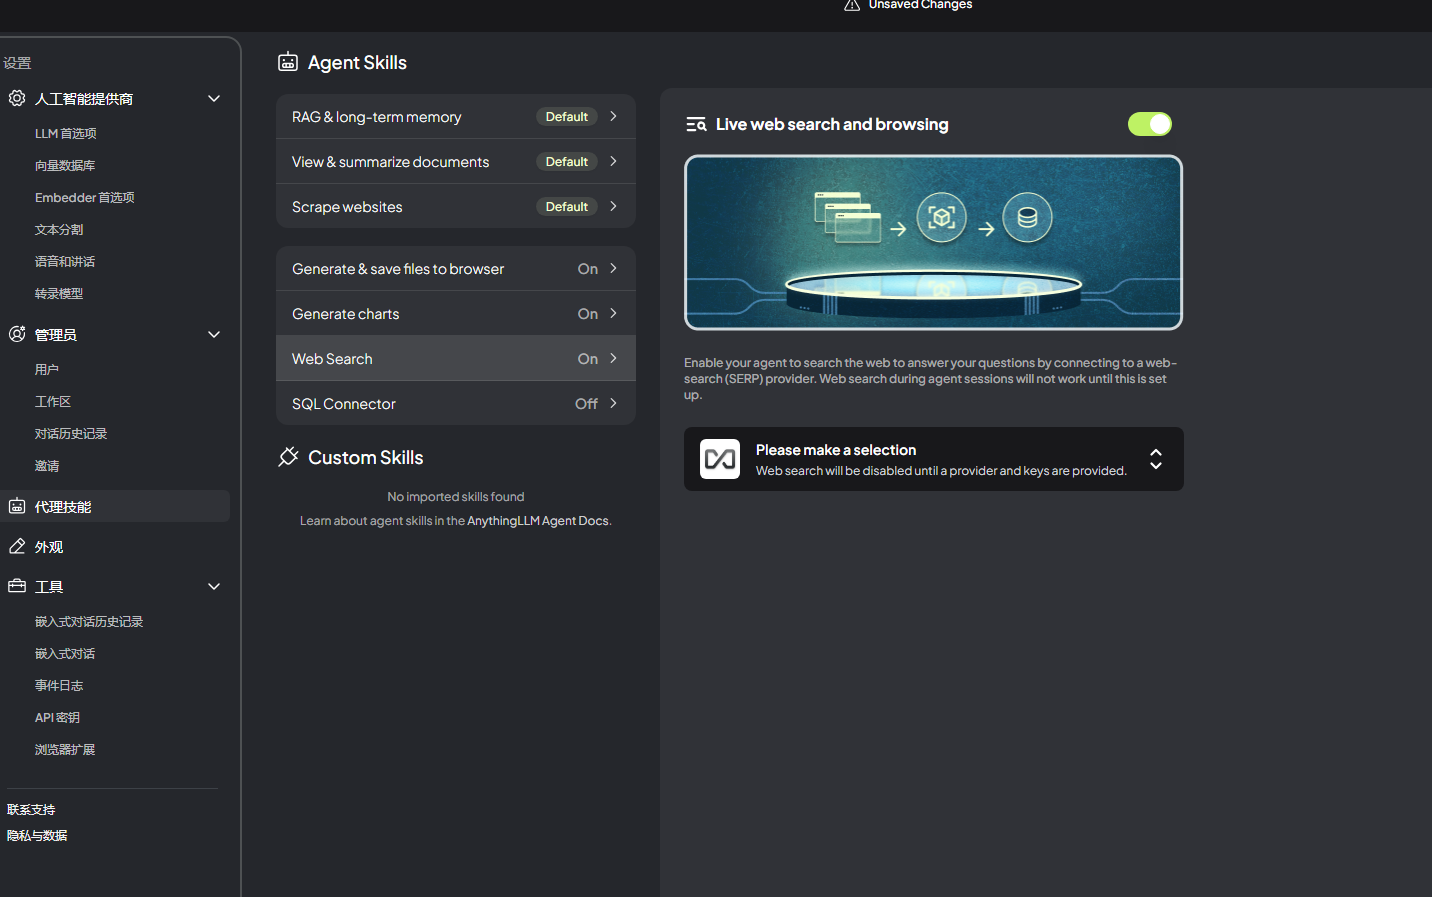 Unsaved Changes
设置
人工智能提供商
LLM 首选项
向量数据库
Embedder 首选项
文本分割
语音和讲话
转录模型
管理员
用户
工作区
对话历史记录
邀请
代理技能
外观
工具
嵌入式对话历史记录
嵌入式对话
事件日志
API 密钥
浏览器扩展
联系支持
隐私与数据
Agent Skills
RAG & long-term memory Default
View & summarize documents Default
Scrape websites Default
Generate & save files to browser On
Generate charts On
Web Search On
SQL Connector Off
Custom Skills
No imported skills found
Learn about agent skills in the AnythingLLM Agent Docs.
Live web search and browsing
Enable your agent to search the web to answer your questions by connecting to a web-
search (SERP) provider. Web search during agent sessions will not work until this is set
up.
Please make a selection
Web search will be disabled until a provider and keys are provided.